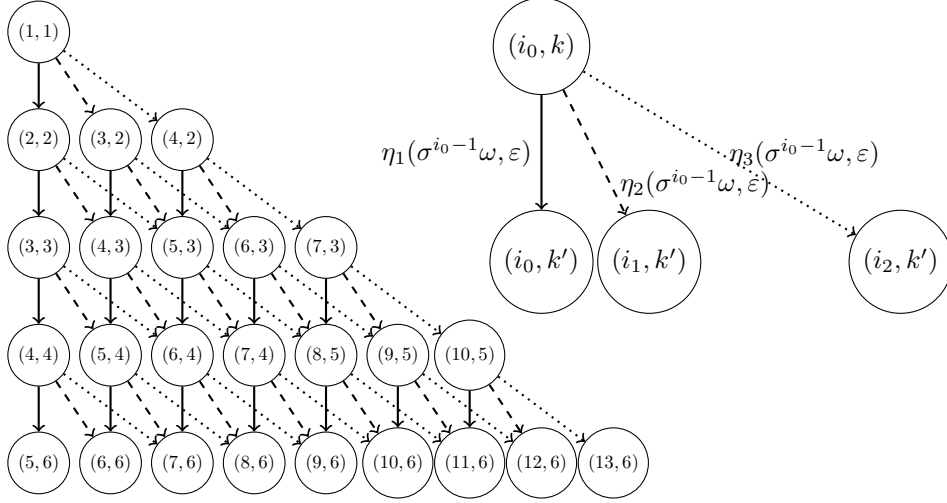 (1, 1)
(i₀, k)
(2, 2) (3, 2) (4, 2)
η₁(σ^{i₀−1}ω, ε)
η₃(σ^{i₀−1}ω, ε)
η₂(σ^{i₀−1}ω, ε)
(3, 3) (4, 3) (5, 3) (6, 3) (7, 3)
(i₀, k′) (i₁, k′) (i₂, k′)
(4, 4) (5, 4) (6, 4) (7, 4) (8, 5) (9, 5) (10, 5)
(5, 6) (6, 6) (7, 6) (8, 6) (9, 6) (10, 6) (11, 6) (12, 6) (13, 6)